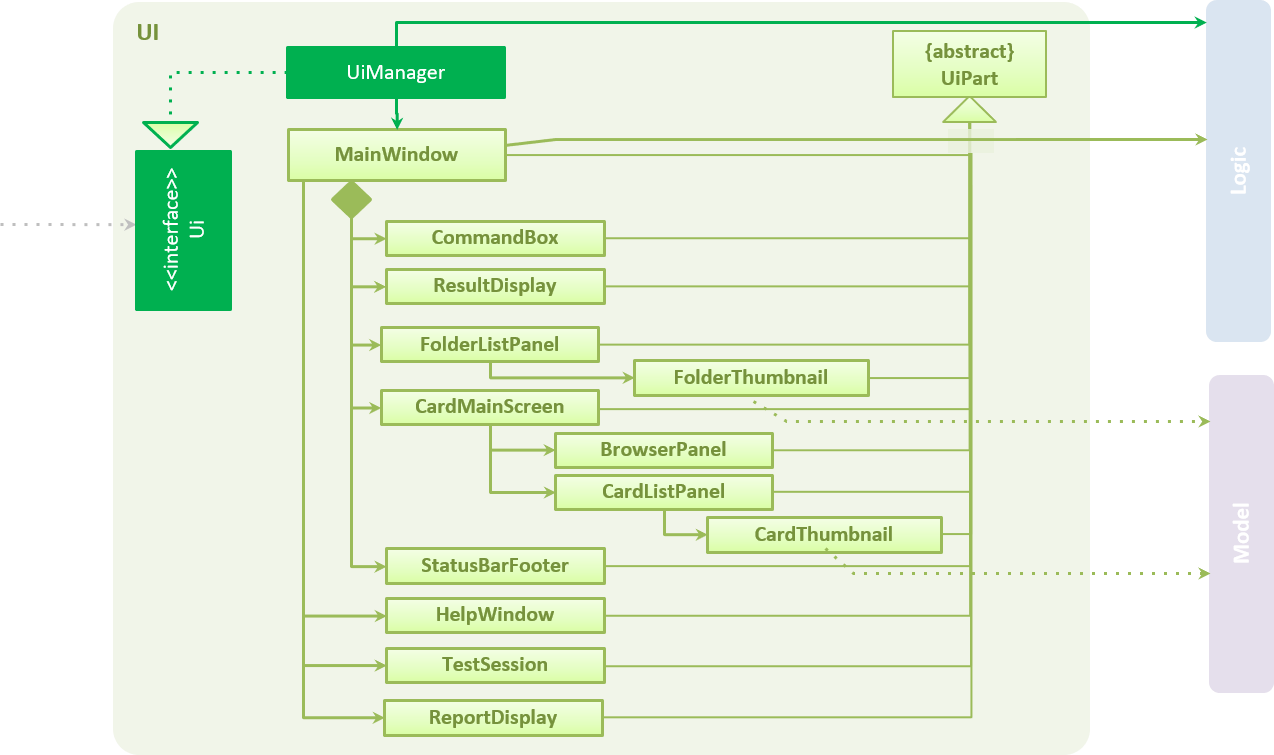 UI
UiManager
{abstract}
UiPart
MainWindow
<<interface>>
Ui
Logic
CommandBox
ResultDisplay
FolderListPanel
FolderThumbnail
CardMainScreen
BrowserPanel
CardListPanel
CardThumbnail
Model
StatusBarFooter
HelpWindow
TestSession
ReportDisplay